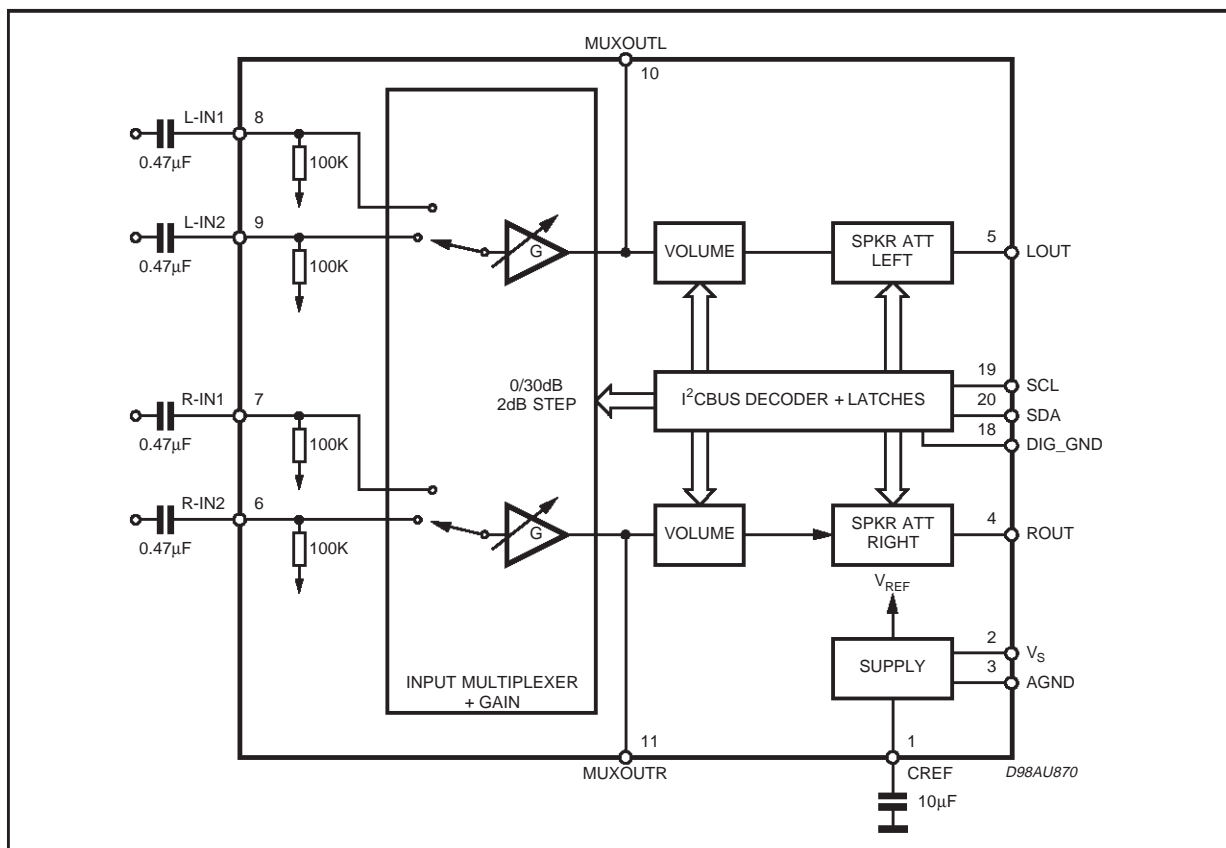 MUXOUTL
10
L-IN1
8
0.47µF
100K
L-IN2
9
0.47µF
100K
G
VOLUME
SPKR ATT
LEFT
5
LOUT
0/30dB
2dB STEP
I²CBUS DECODER + LATCHES
19
SCL
20
SDA
18
DIG_GND
R-IN1
7
0.47µF
100K
R-IN2
6
0.47µF
100K
G
VOLUME
SPKR ATT
RIGHT
4
ROUT
VREF
SUPPLY
2
VS
3
AGND
INPUT MULTIPLEXER
+ GAIN
11
MUXOUTR
1
CREF
10µF
D98AU870